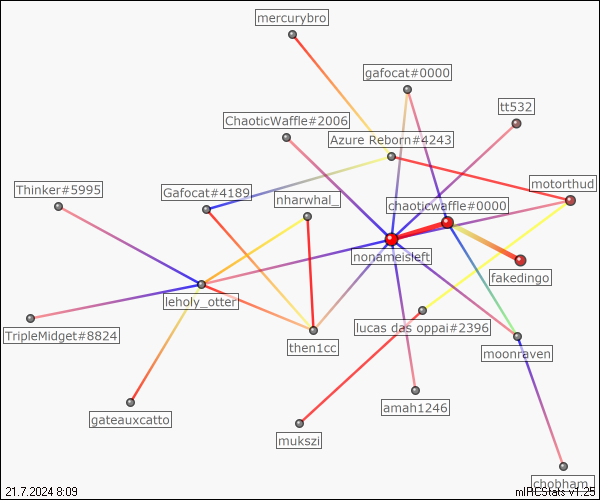 mercurybro
gafocat#0000
tt532
ChaoticWaffle#2006
Azure Reborn#4243
motorthud
Thinker#5995
Gafocat#4189
nharwhal_
chaoticwaffle#0000
nonameisleft
fakedingo
leholy_otter
TripleMidget#8824
lucas das oppai#2396
then1cc
moonraven
amah1246
gateauxcatto
mukszi
chobham_
21.7.2024 8:09
mIRCStats v1.25